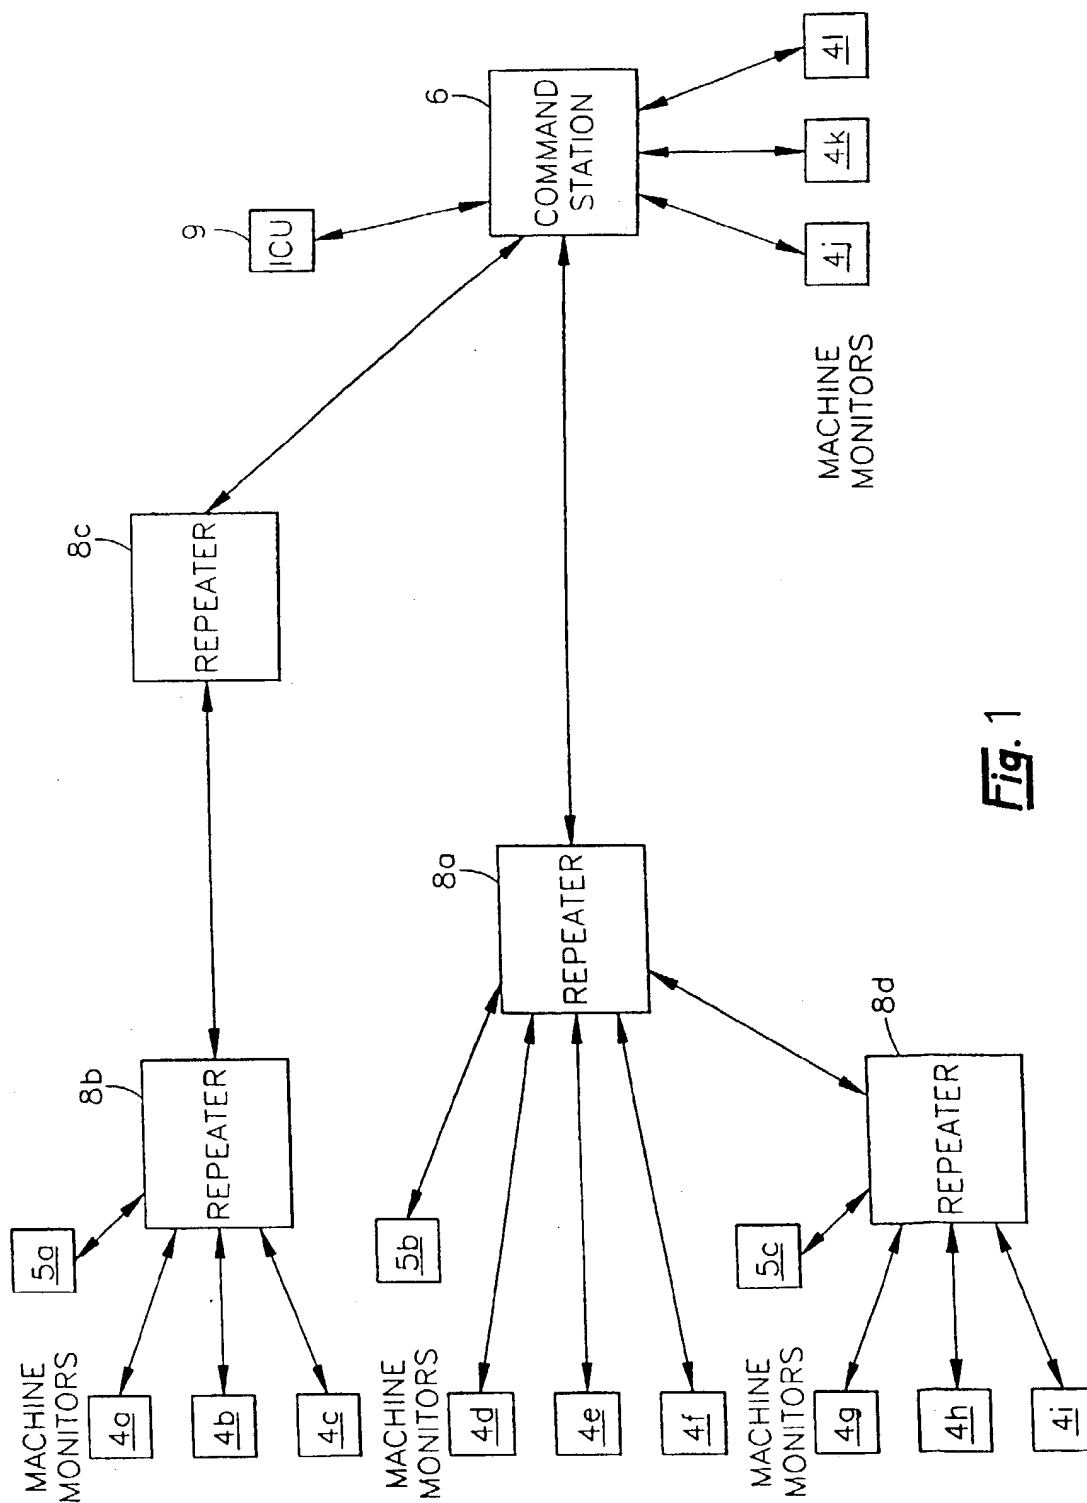 MACHINE
MONITORS
4a
4b
4c
5a
8b
REPEATER
8c
REPEATER
9
ICU
6
COMMAND
STATION
MACHINE
MONITORS
4d
4e
4f
5b
8a
REPEATER
MACHINE
MONITORS
4g
4h
4i
5c
8d
REPEATER
MACHINE
MONITORS
4j
4k
4l
Fig. 1